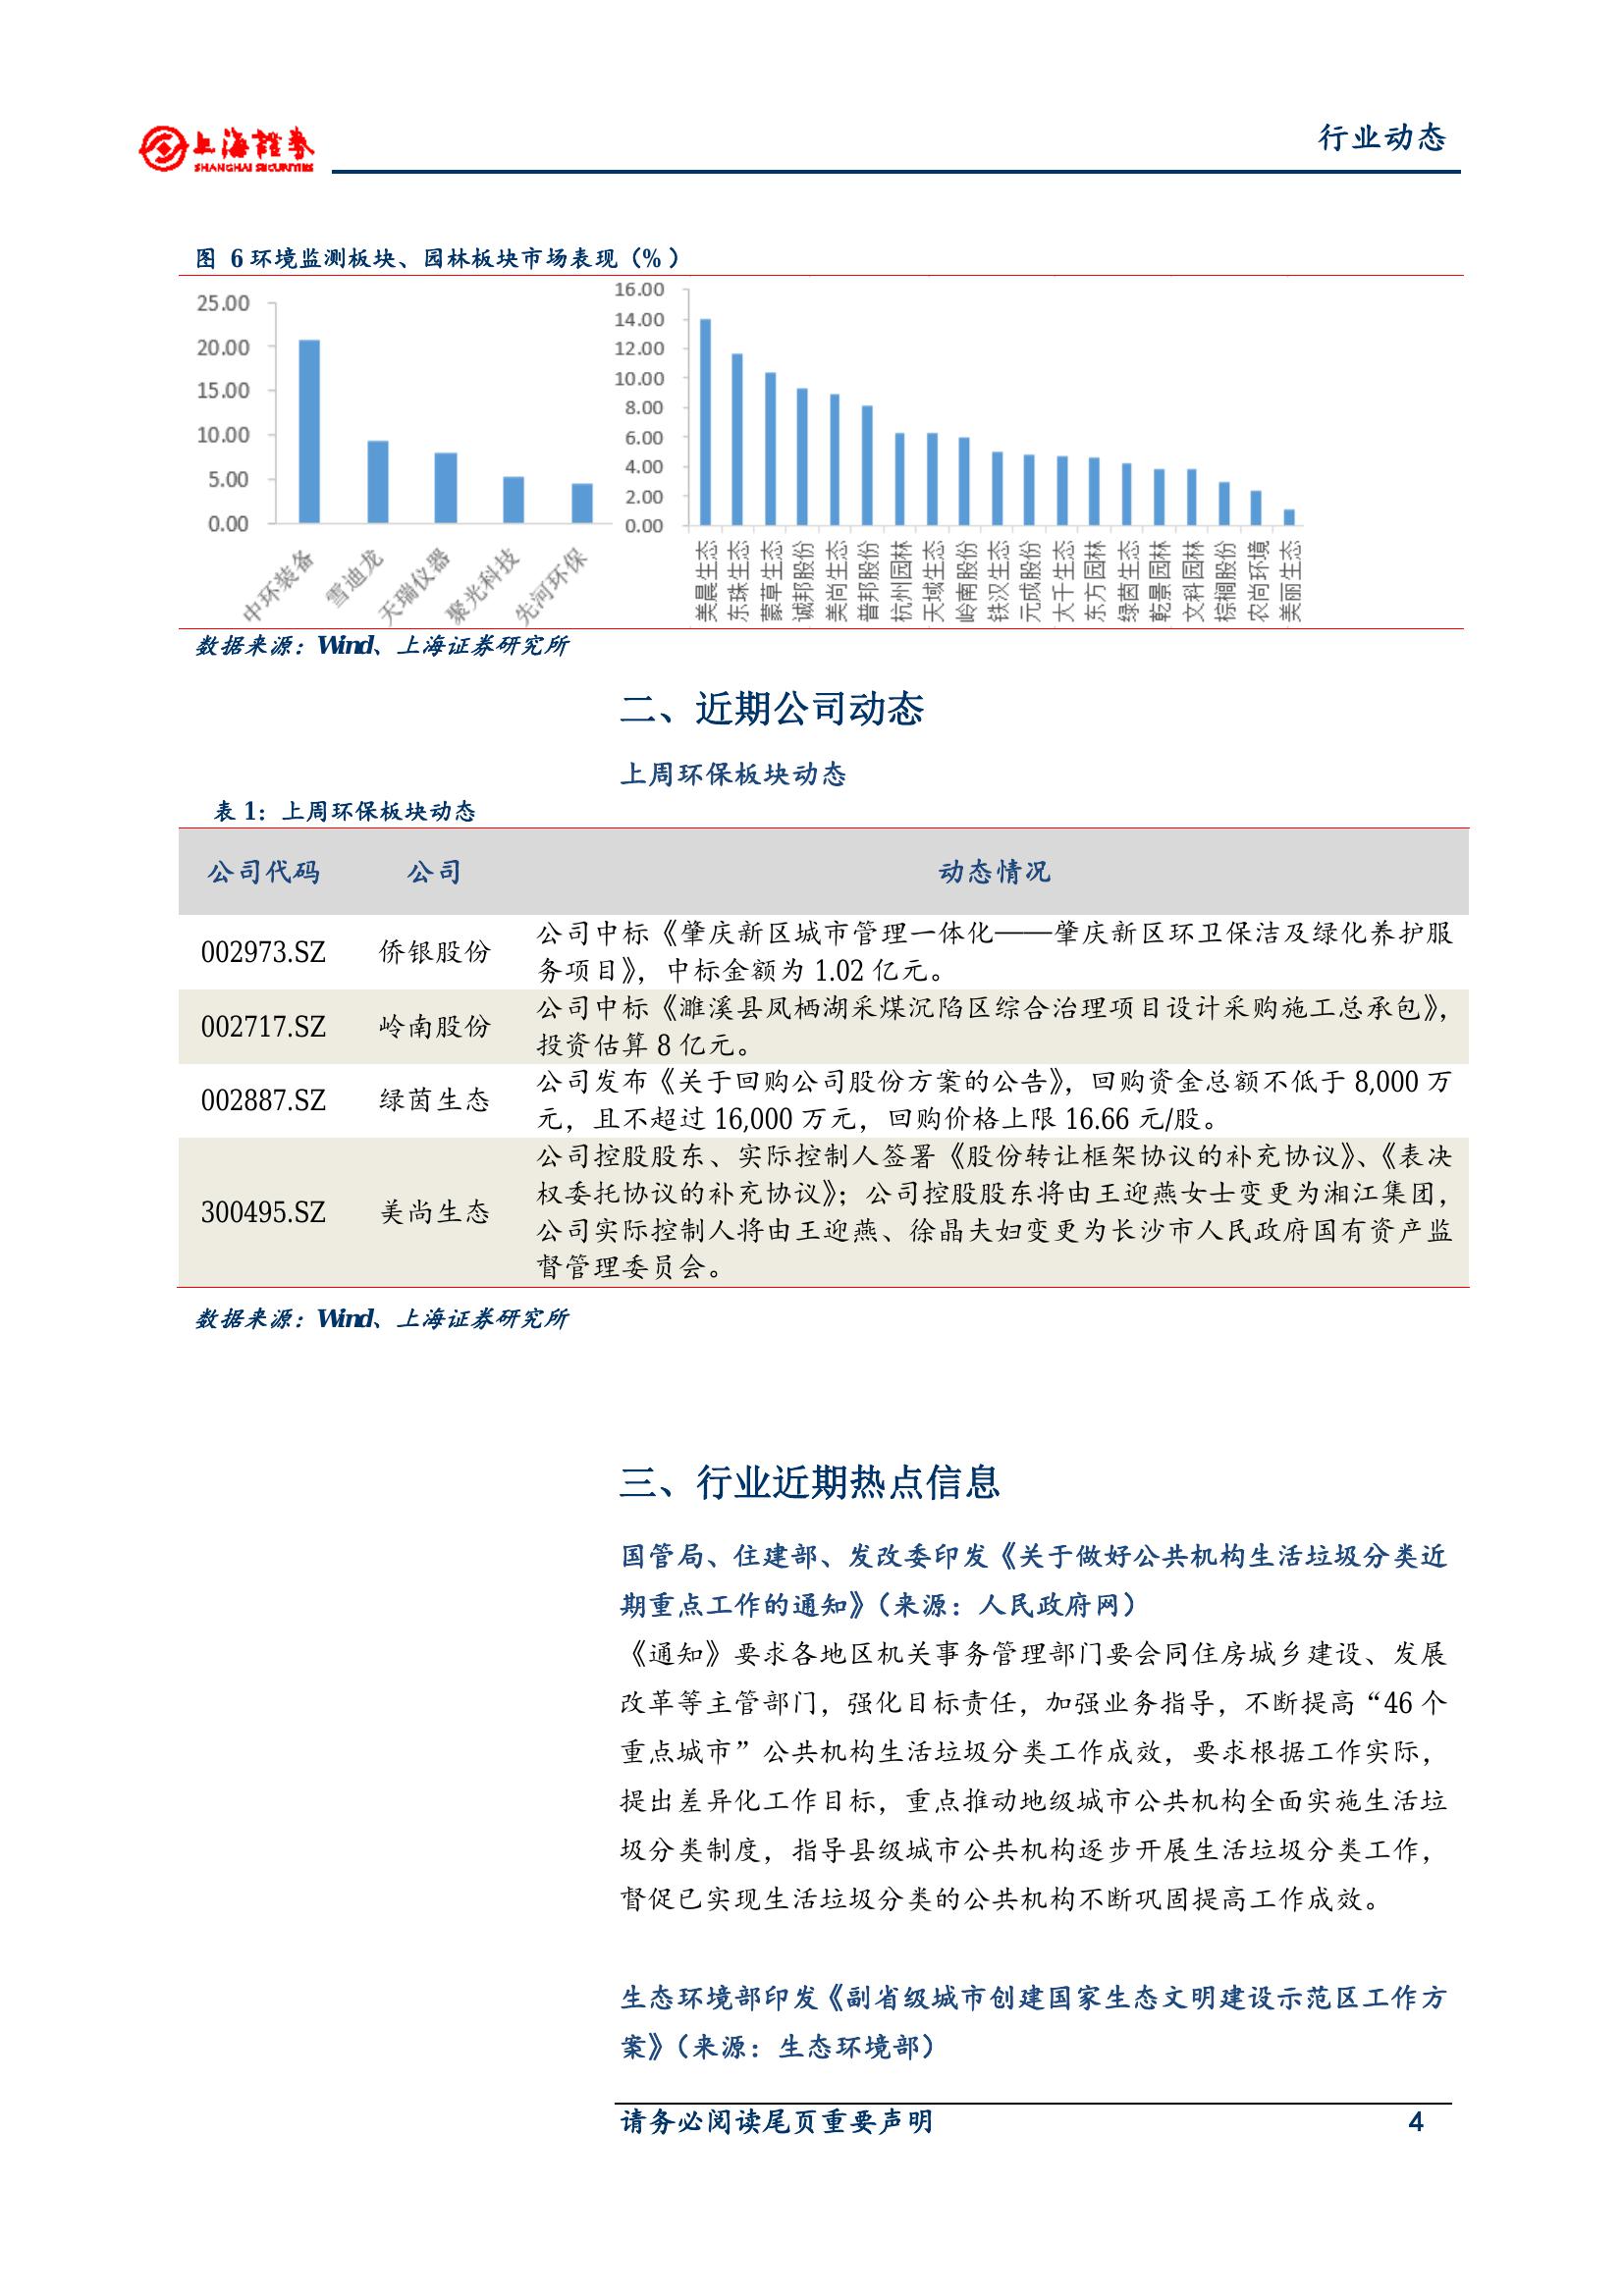 上海證券
SHANGHAI SECURITIES
行业动态
图 6 环境监测板块、园林板块市场表现（%）
25.00
20.00
15.00
10.00
5.00
0.00
中环装备
雪迪龙
天瑞仪器
聚光科技
先河环保
16.00
14.00
12.00
10.00
8.00
6.00
4.00
2.00
0.00
美晨生态
东珠生态
蒙草生态
诚邦股份
美尚生态
普邦股份
杭州园林
天域生态
岭南股份
铁汉生态
元成股份
大千生态
东方园林
绿茵生态
乾景园林
文科园林
棕榈股份
农尚环境
美丽生态
数据来源：Wind、上海证券研究所
二、近期公司动态
上周环保板块动态
表 1：上周环保板块动态
公司代码 公司 动态情况
002973.SZ 侨银股份 公司中标《肇庆新区城市管理一体化——肇庆新区环卫保洁及绿化养护服
务项目》，中标金额为 1.02 亿元。
002717.SZ 岭南股份 公司中标《濉溪县凤栖湖采煤沉陷区综合治理项目设计采购施工总承包》，
投资估算 8 亿元。
002887.SZ 绿茵生态 公司发布《关于回购公司股份方案的公告》，回购资金总额不低于 8,000 万
元，且不超过 16,000 万元，回购价格上限 16.66 元/股。
300495.SZ 美尚生态 公司控股股东、实际控制人签署《股份转让框架协议的补充协议》、《表决
权委托协议的补充协议》；公司控股股东将由王迎燕女士变更为湘江集团，
公司实际控制人将由王迎燕、徐晶夫妇变更为长沙市人民政府国有资产监
督管理委员会。
数据来源：Wind、上海证券研究所
三、行业近期热点信息
国管局、住建部、发改委印发《关于做好公共机构生活垃圾分类近
期重点工作的通知》（来源：人民政府网）
《通知》要求各地区机关事务管理部门要会同住房城乡建设、发展
改革等主管部门，强化目标责任，加强业务指导，不断提高“46 个
重点城市”公共机构生活垃圾分类工作成效，要求根据工作实际，
提出差异化工作目标，重点推动地级城市公共机构全面实施生活垃
圾分类制度，指导县级城市公共机构逐步开展生活垃圾分类工作，
督促已实现生活垃圾分类的公共机构不断巩固提高工作成效。
生态环境部印发《副省级城市创建国家生态文明建设示范区工作方
案》（来源：生态环境部）
请务必阅读尾页重要声明 4